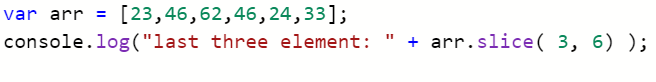 var arr = [23,46,62,46,24,33];
console.log("last three element: " + arr.slice( 3, 6) );